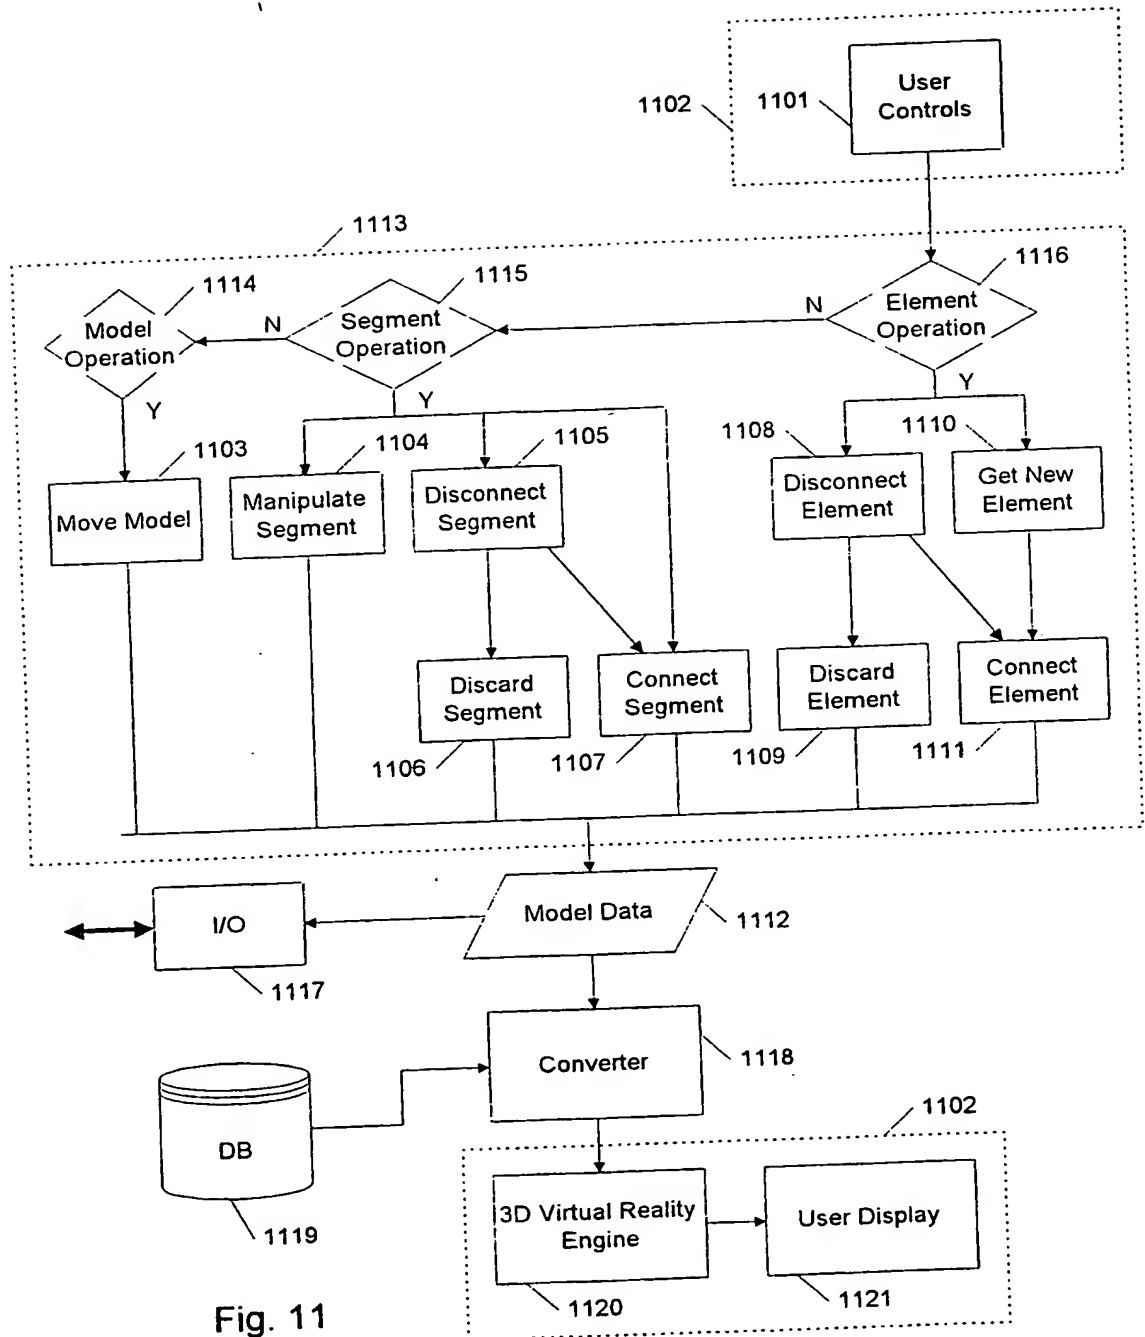 User
Controls
1101
1102
1113
1114
1115
1116
Model
Operation
N
Segment
Operation
N
Element
Operation
Y
Y
Y
1103
1104
1105
1108
1110
Move Model
Manipulate
Segment
Disconnect
Segment
Disconnect
Element
Get New
Element
Discard
Segment
Connect
Segment
Discard
Element
Connect
Element
1106
1107
1109
1111
Model Data
1112
I/O
1117
Converter
1118
DB
1119
1102
3D Virtual Reality
Engine
User Display
1120
1121
Fig. 11